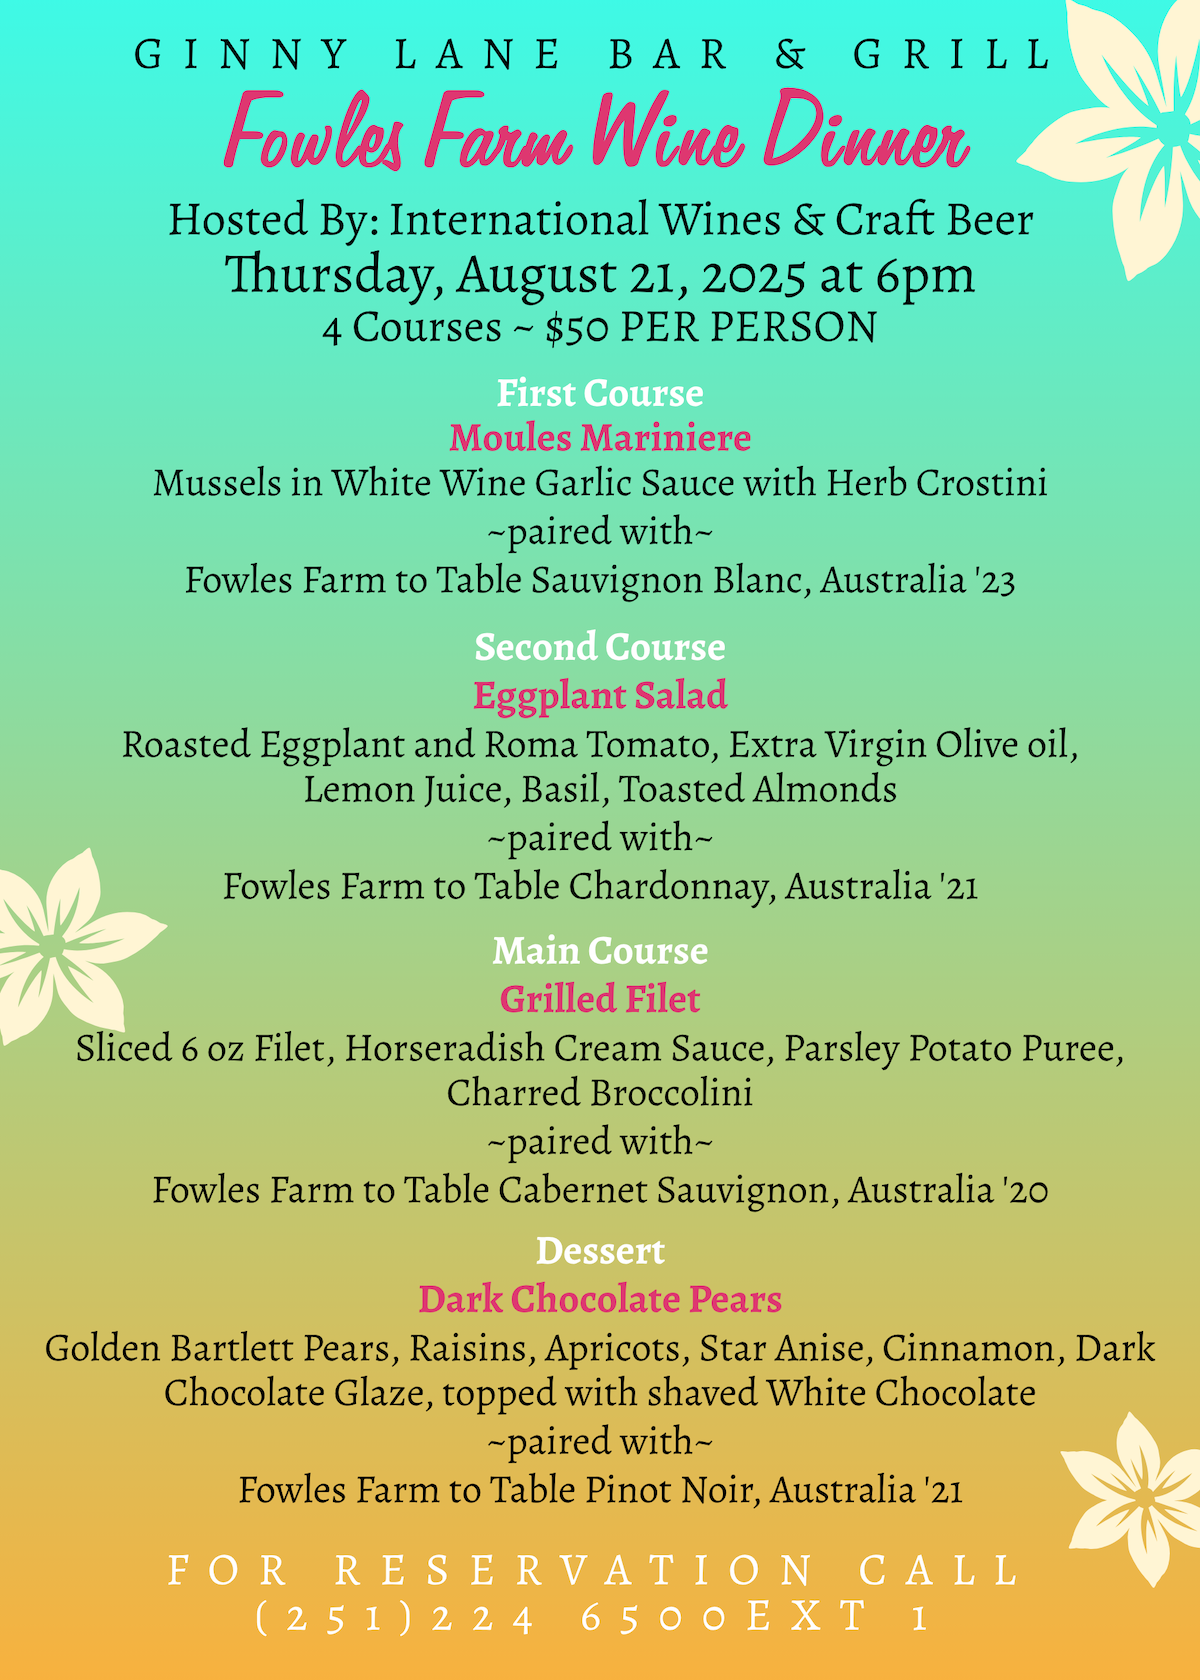 GINNY LANE BAR & GRILL
Fowles Farm Wine Dinner
Hosted By: International Wines & Craft Beer
Thursday, August 21, 2025 at 6pm
4 Courses ~ $50 PER PERSON
First Course
Moules Mariniere
Mussels in White Wine Garlic Sauce with Herb Crostini
~paired with~
Fowles Farm to Table Sauvignon Blanc, Australia '23
Second Course
Eggplant Salad
Roasted Eggplant and Roma Tomato, Extra Virgin Olive oil,
Lemon Juice, Basil, Toasted Almonds
~paired with~
Fowles Farm to Table Chardonnay, Australia '21
Main Course
Grilled Filet
Sliced 6 oz Filet, Horseradish Cream Sauce, Parsley Potato Puree,
Charred Broccolini
~paired with~
Fowles Farm to Table Cabernet Sauvignon, Australia '20
Dessert
Dark Chocolate Pears
Golden Bartlett Pears, Raisins, Apricots, Star Anise, Cinnamon, Dark
Chocolate Glaze, topped with shaved White Chocolate
~paired with~
Fowles Farm to Table Pinot Noir, Australia '21
FOR RESERVATION CALL
(251)224 6500EXT 1